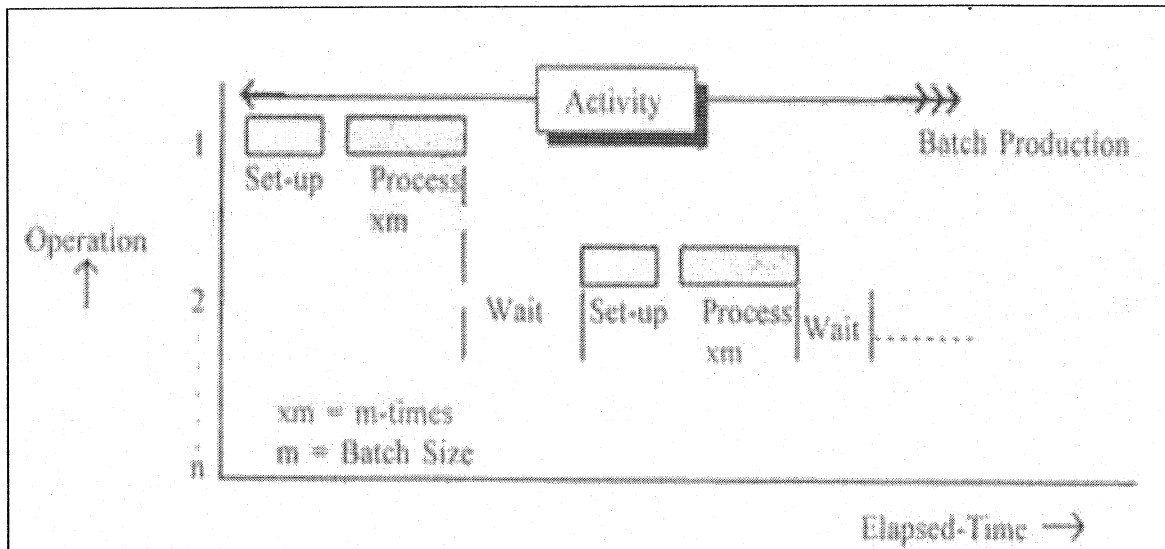 Activity
Batch Production
1
Set-up Process
xm
Operation
2
Wait Set-up Process Wait
xm
xm = m-times
m = Batch Size
n
Elapsed-Time